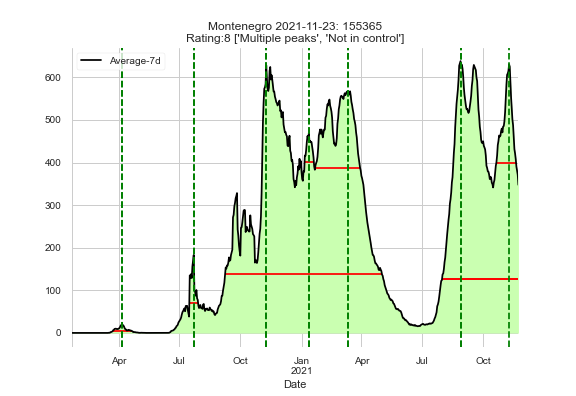 Montenegro 2021-11-23: 155365
Rating:8 ['Multiple peaks', 'Not in control']
Average-7d
600
500
400
300
200
100
0
Apr Jul Oct Jan Apr Jul Oct
2021
Date